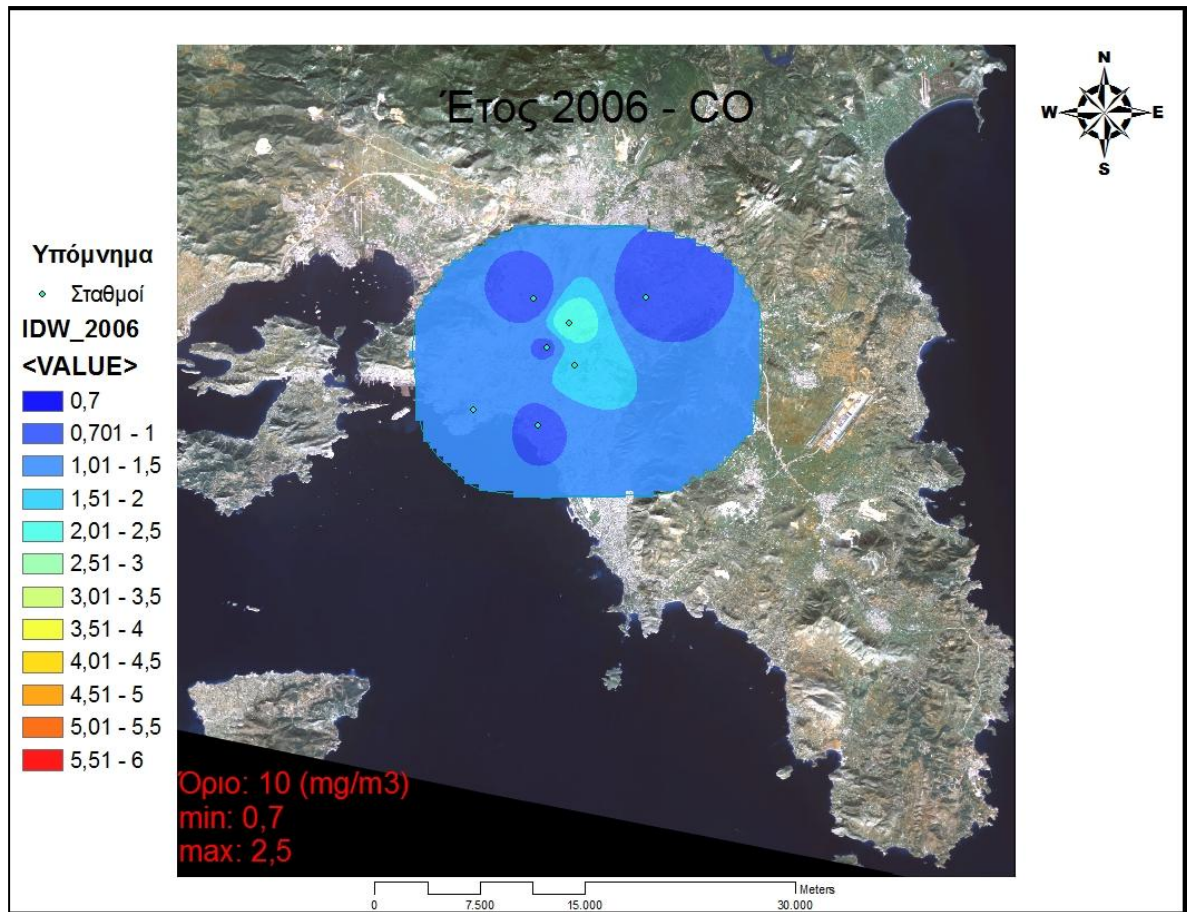 Έτος 2006 - CO
N
W
E
S
Υπόμνημα
Σταθμοί
IDW_2006
<VALUE>
0,7
0,701 - 1
1,01 - 1,5
1,51 - 2
2,01 - 2,5
2,51 - 3
3,01 - 3,5
3,51 - 4
4,01 - 4,5
4,51 - 5
5,01 - 5,5
5,51 - 6
Όριο: 10 (mg/m3)
min: 0,7
max: 2,5
Meters
0 7.500 15.000 30.000